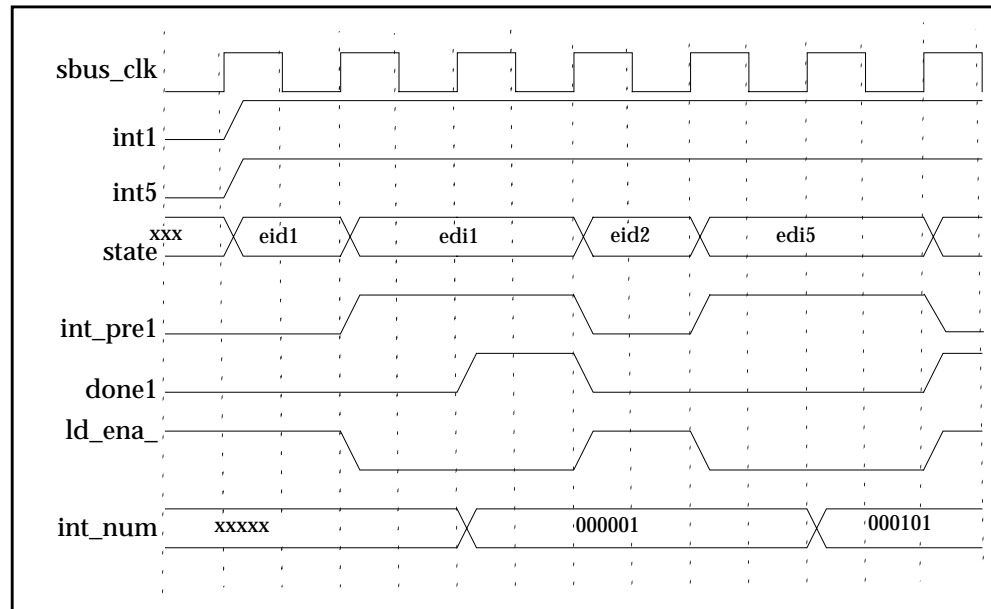 sbus_clk
int1
int5
xxx eid1 edi1 eid2 edi5
state
int_pre1
done1
ld_ena_
int_num xxxxx 000001 000101